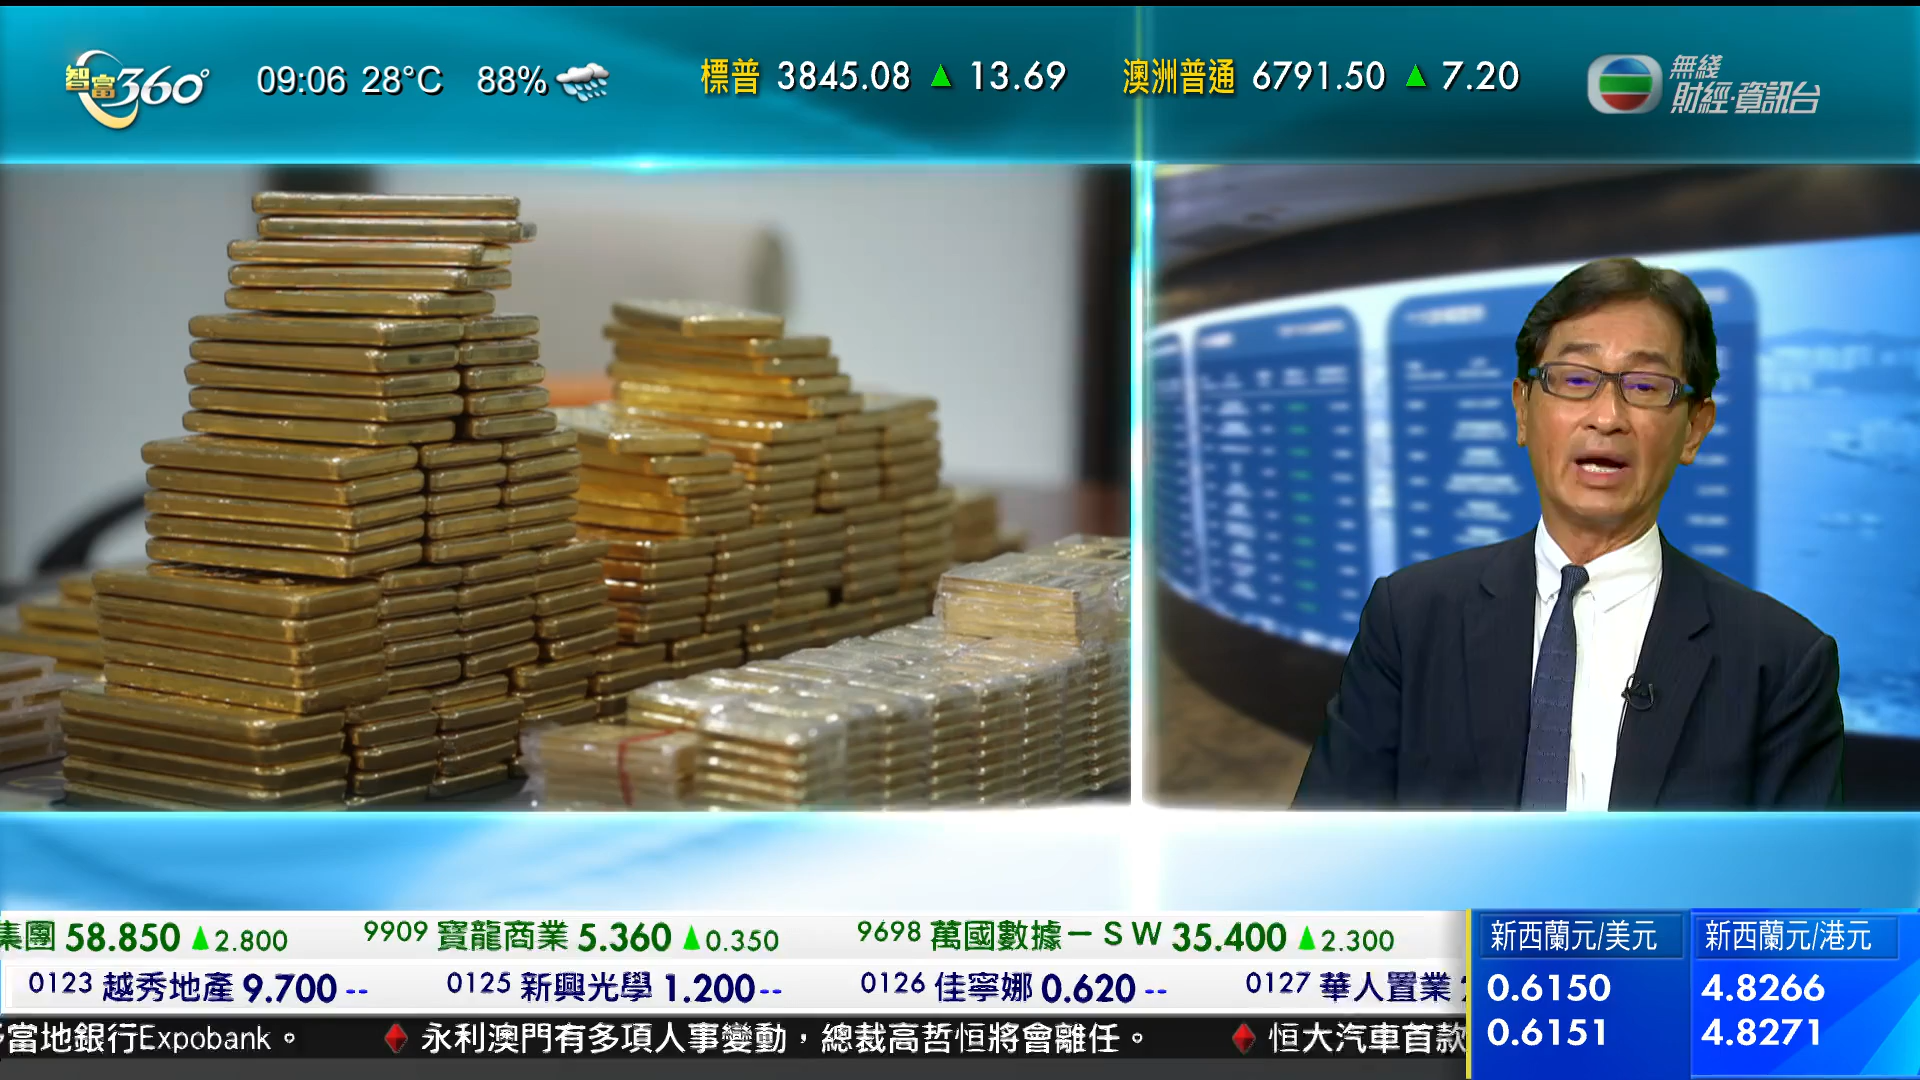 智富360°
09:06 28°C 88%
標普 3845.08 ▲ 13.69 澳洲普通 6791.50 ▲ 7.20
無綫
財經·資訊台
集團 58.850 ▲ 2.800 9909 寶龍商業 5.360 ▲ 0.350 9698 萬國數據－ＳＷ 35.400 ▲ 2.300
0123 越秀地產 9.700 -- 0125 新興光學 1.200 -- 0126 佳寧娜 0.620 -- 0127 華人置業
當地銀行Expobank。 ◆ 永利澳門有多項人事變動，總裁高哲恒將會離任。 ◆ 恒大汽車首款
新西蘭元/美元
0.6150
0.6151
新西蘭元/港元
4.8266
4.8271